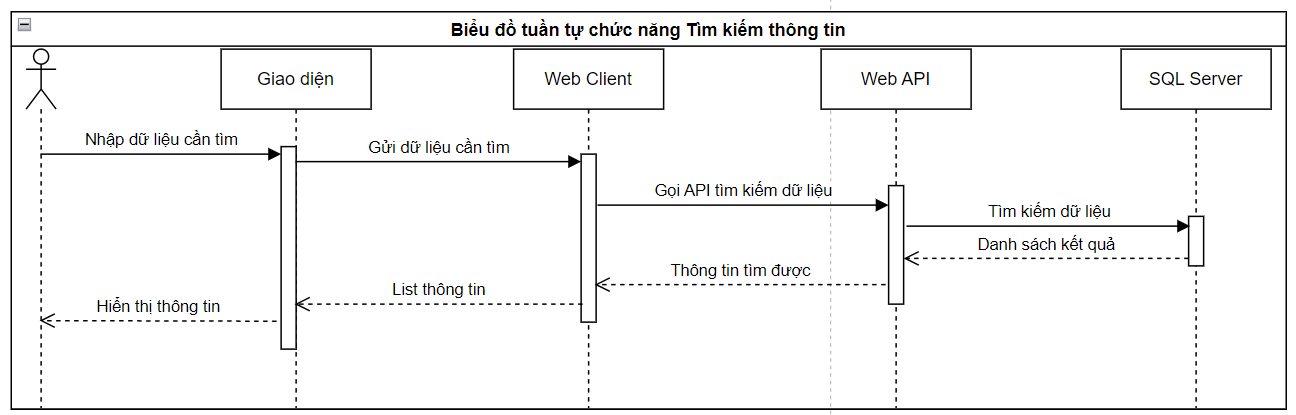 Biểu đồ tuần tự chức năng Tìm kiếm thông tin
Giao diện
Web Client
Web API
SQL Server
Nhập dữ liệu cần tìm
Gửi dữ liệu cần tìm
Gọi API tìm kiếm dữ liệu
Tìm kiếm dữ liệu
Danh sách kết quả
Thông tin tìm được
List thông tin
Hiển thị thông tin